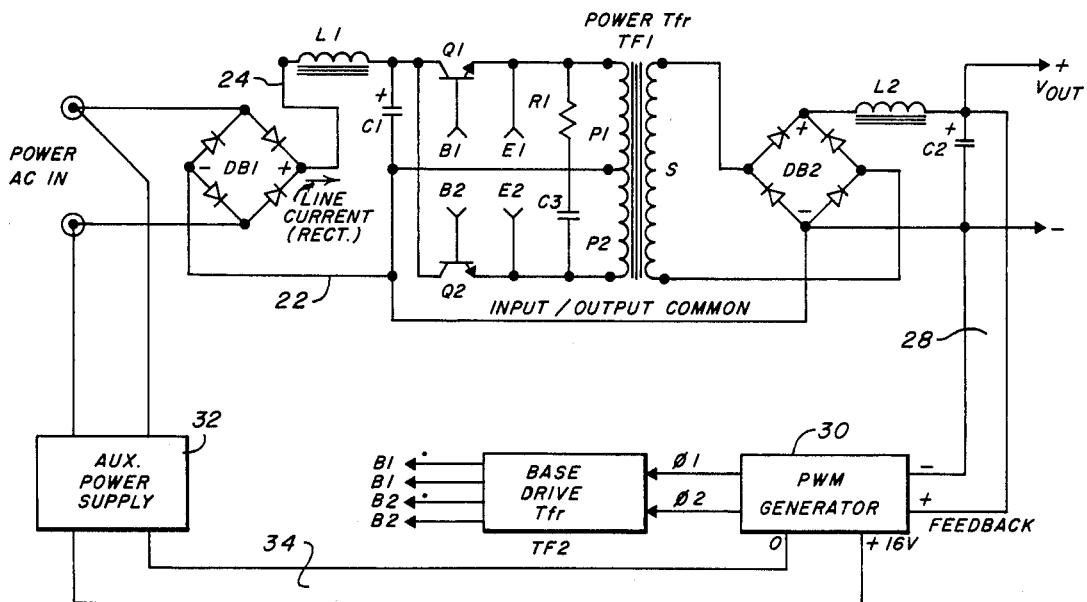 POWER Tfr
TF1
L1
Q1
24
L2
+
VOUT
+
C1
R1
P1
+
C2
POWER
AC IN
-
DB1
+
B1
E1
S
+
DB2
-
LINE
CURRENT
(RECT.)
B2
E2
C3
P2
-
22
Q2
INPUT / OUTPUT COMMON
28
32
AUX.
POWER
SUPPLY
30
B1
B1
B2
B2
BASE
DRIVE
Tfr
TF2
Ø1
Ø2
PWM
GENERATOR
-
+
FEEDBACK
0
+16V
34